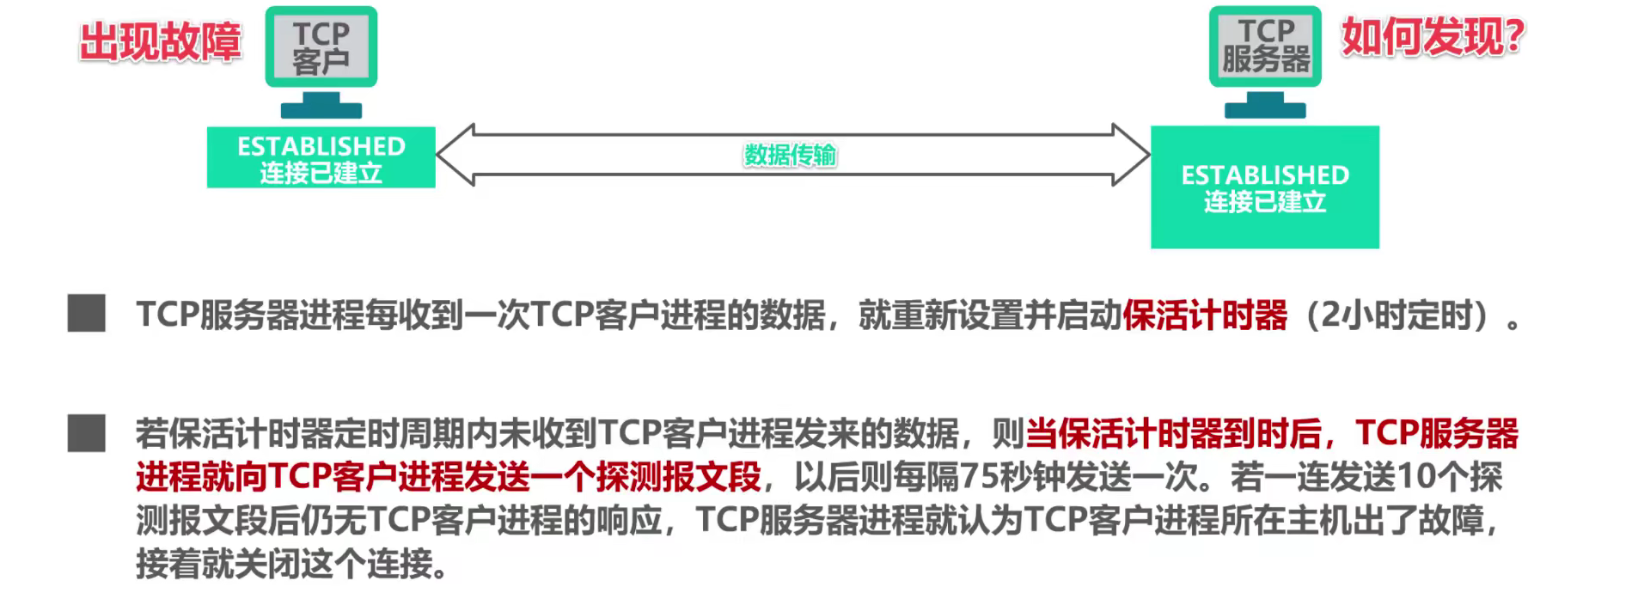 出现故障
TCP
客户
TCP
服务器
如何发现?
ESTABLISHED
连接已建立
数据传输
ESTABLISHED
连接已建立
TCP服务器进程每收到一次TCP客户进程的数据，就重新设置并启动保活计时器（2小时定时）。
若保活计时器定时周期内未收到TCP客户进程发来的数据，则当保活计时器到时后，TCP服务器
进程就向TCP客户进程发送一个探测报文段，以后则每隔75秒钟发送一次。若一连发送10个探
测报文段后仍无TCP客户进程的响应，TCP服务器进程就认为TCP客户进程所在主机出了故障，
接着就关闭这个连接。